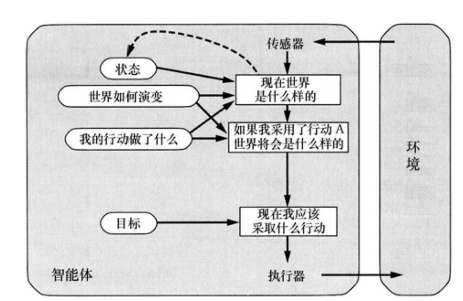 传感器
状态
现在世界
是什么样的
世界如何演变
如果我采用了行动 A
世界将会是什么样的
我的行动做了什么
环
境
目标
现在我应该
采取什么行动
智能体
执行器